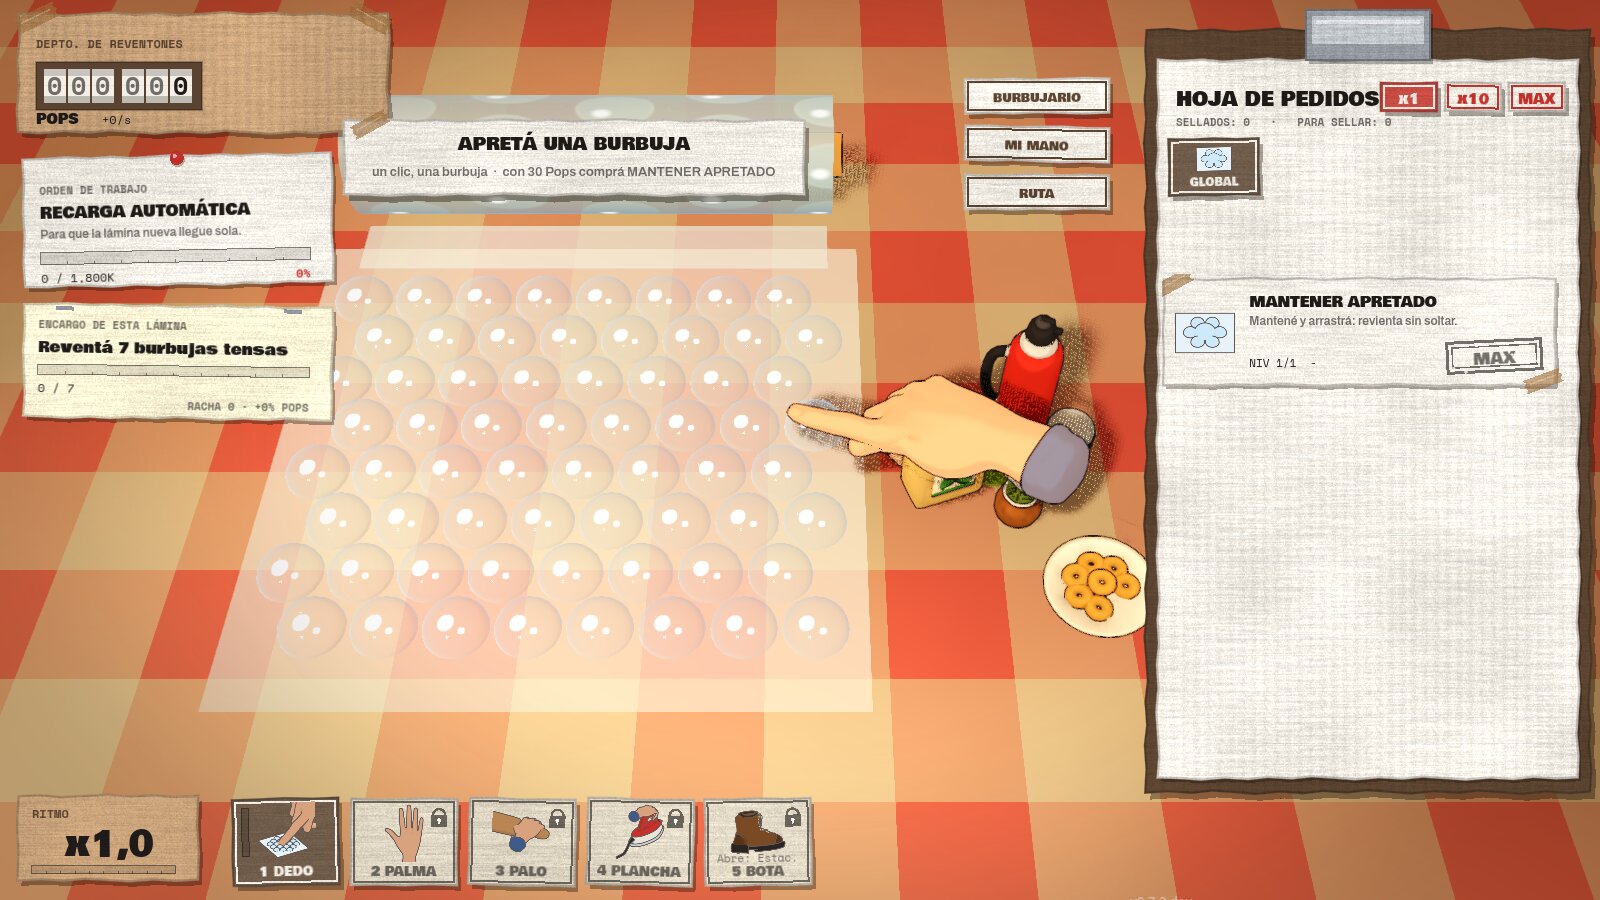 DEPTO. DE REVENTONES
000 000
POPS +0/s
ORDEN DE TRABAJO
RECARGA AUTOMÁTICA
Para que la lámina nueva llegue sola.
0 / 1.800K 0%
ENCARGO DE ESTA LÁMINA
Reventá 7 burbujas tensas
0 / 7
RACHA 0 · +0% POPS
APRETÁ UNA BURBUJA
un clic, una burbuja · con 30 Pops comprá MANTENER APRETADO
BURBUJARIO
MI MANO
RUTA
HOJA DE PEDIDOS x1 x10 MAX
SELLADOS: 0 · PARA SELLAR: 0
GLOBAL
MANTENER APRETADO
Mantené y arrastrá: revienta sin soltar.
NIV 1/1 - MAX
RITMO
x1,0
1 DEDO
2 PALMA
3 PALO
4 PLANCHA
Abre: Estac.
5 BOTA